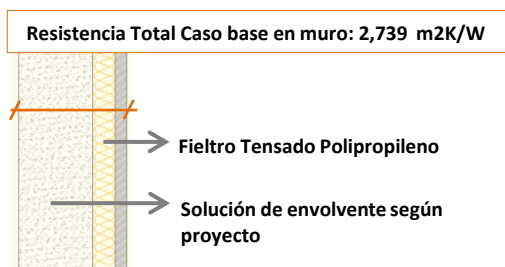 Resistencia Total Caso base en muro: 2,739 m2K/W
Fieltro Tensado Polipropileno
Solución de envolvente según
proyecto